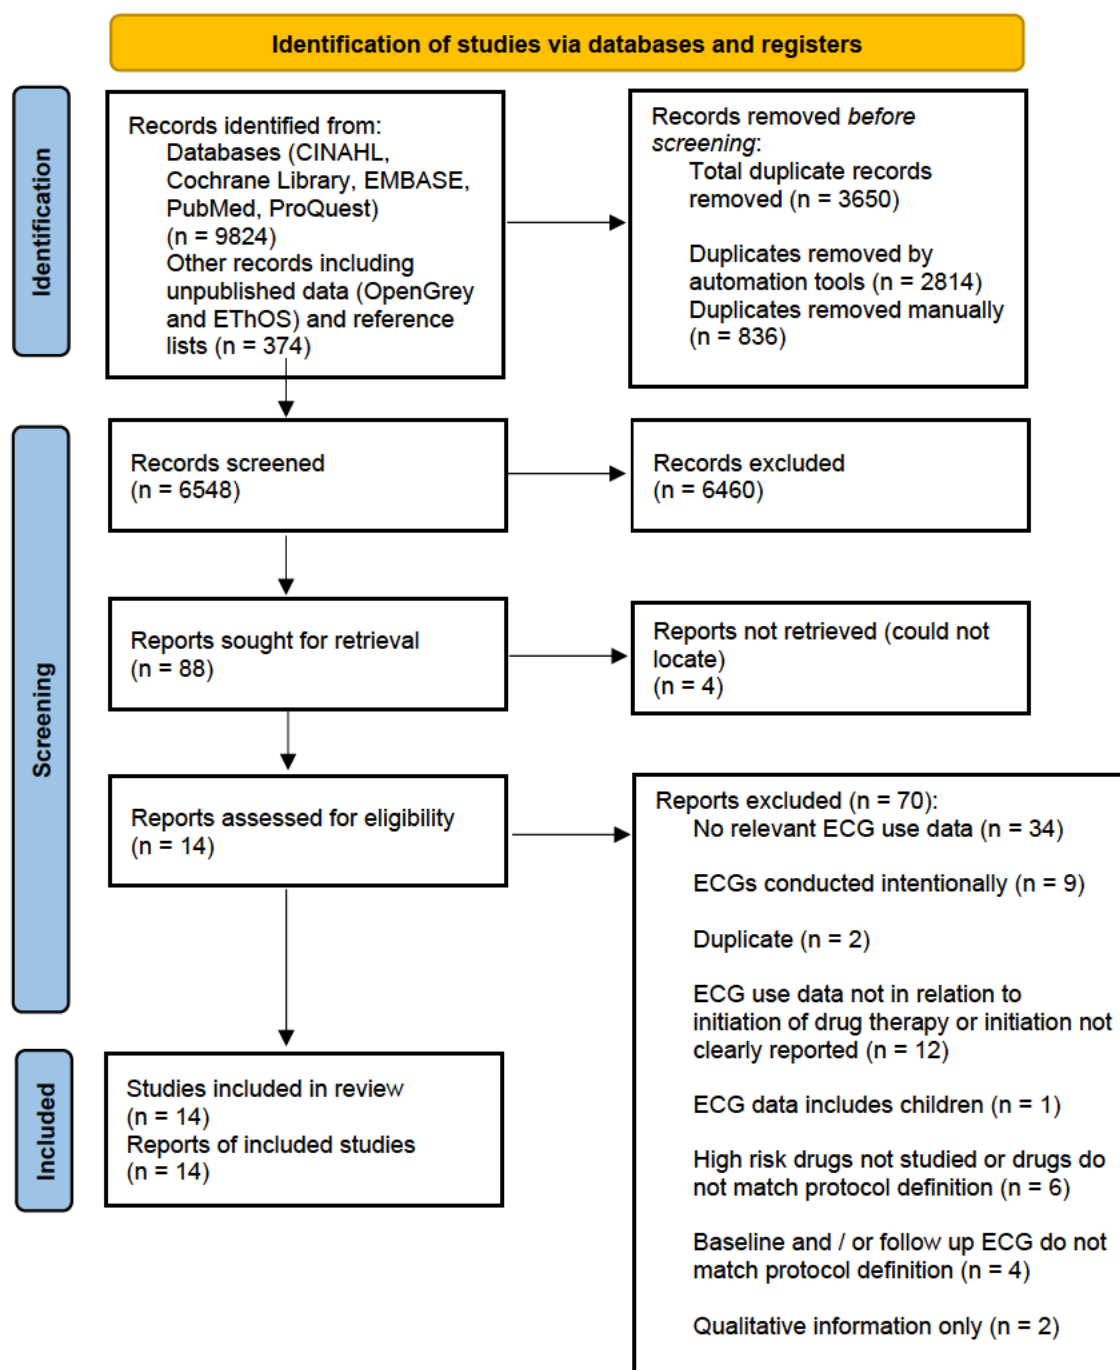 Identification of studies via databases and registers
Identification
Records identified from:
Databases (CINAHL,
Cochrane Library, EMBASE,
PubMed, ProQuest)
(n = 9824)
Other records including
unpublished data (OpenGrey
and EThOS) and reference
lists (n = 374)
Records removed before
screening:
Total duplicate records
removed (n = 3650)
Duplicates removed by
automation tools (n = 2814)
Duplicates removed manually
(n = 836)
Screening
Records screened
(n = 6548)
Records excluded
(n = 6460)
Reports sought for retrieval
(n = 88)
Reports not retrieved (could not
locate)
(n = 4)
Reports assessed for eligibility
(n = 14)
Reports excluded (n = 70):
No relevant ECG use data (n = 34)
ECGs conducted intentionally (n = 9)
Duplicate (n = 2)
ECG use data not in relation to
initiation of drug therapy or initiation not
clearly reported (n = 12)
ECG data includes children (n = 1)
High risk drugs not studied or drugs do
not match protocol definition (n = 6)
Baseline and / or follow up ECG do not
match protocol definition (n = 4)
Qualitative information only (n = 2)
Included
Studies included in review
(n = 14)
Reports of included studies
(n = 14)